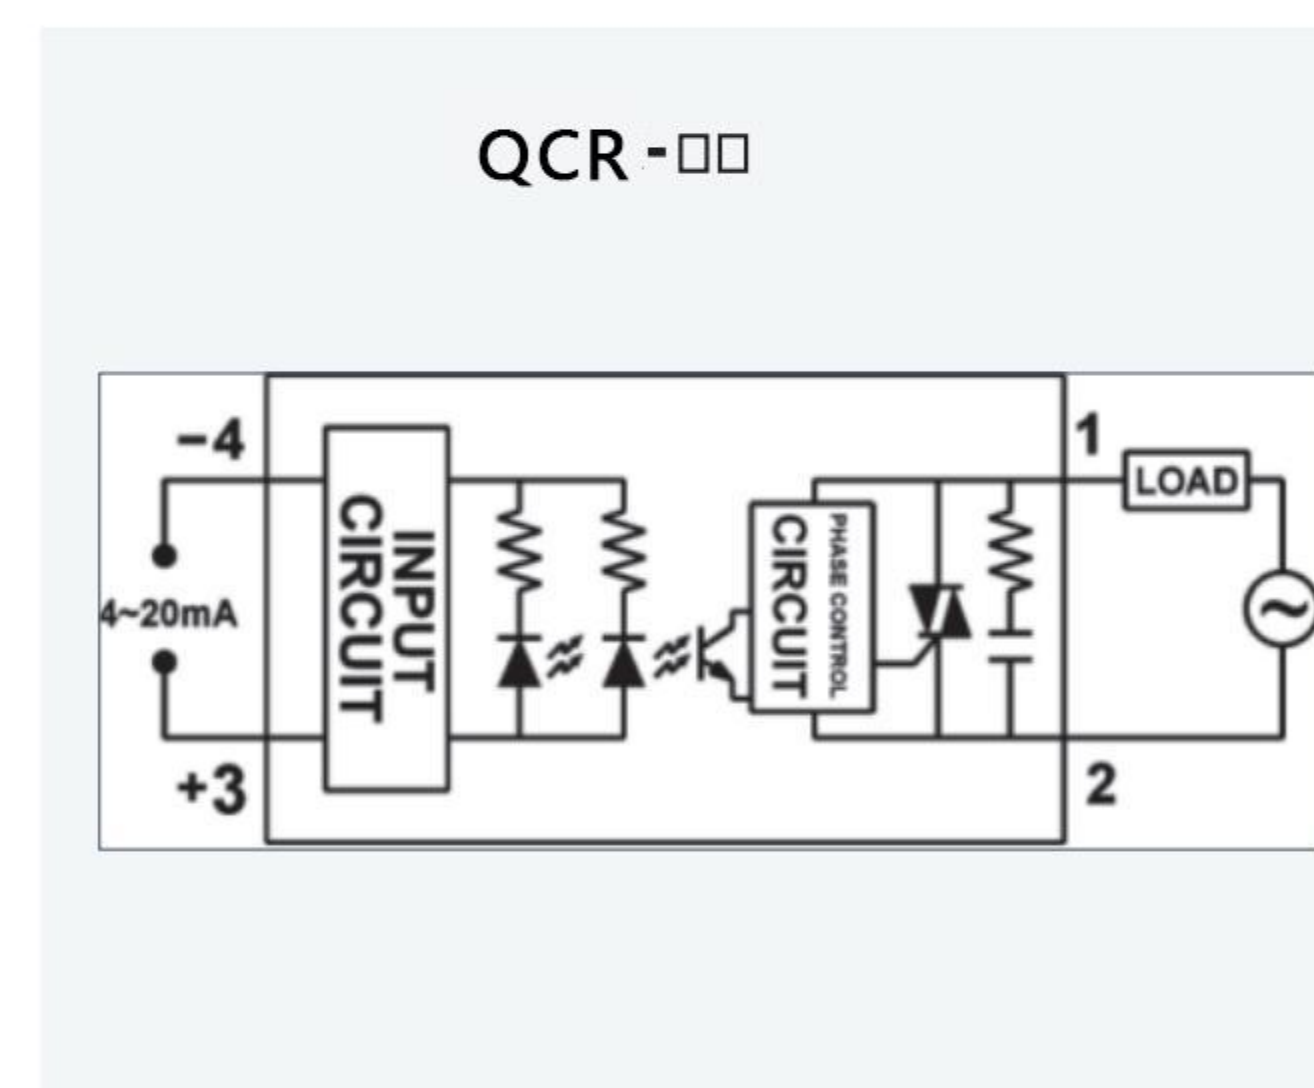 QCR-□□
-4
1
LOAD
INPUT
CIRCUIT
PHASE CONTROL
CIRCUIT
4~20mA
~
+3
2